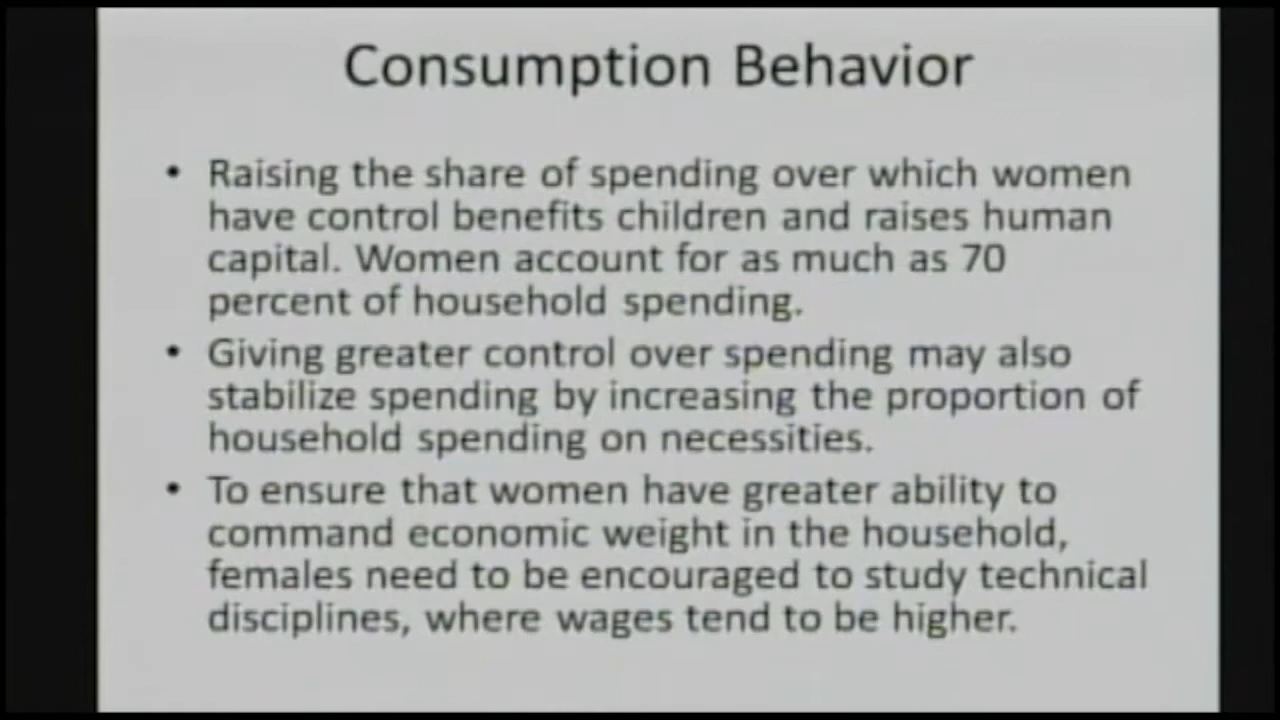 Consumption Behavior
• Raising the share of spending over which women
have control benefits children and raises human
capital. Women account for as much as 70
percent of household spending.
• Giving greater control over spending may also
stabilize spending by increasing the proportion of
household spending on necessities.
• To ensure that women have greater ability to
command economic weight in the household,
females need to be encouraged to study technical
disciplines, where wages tend to be higher.